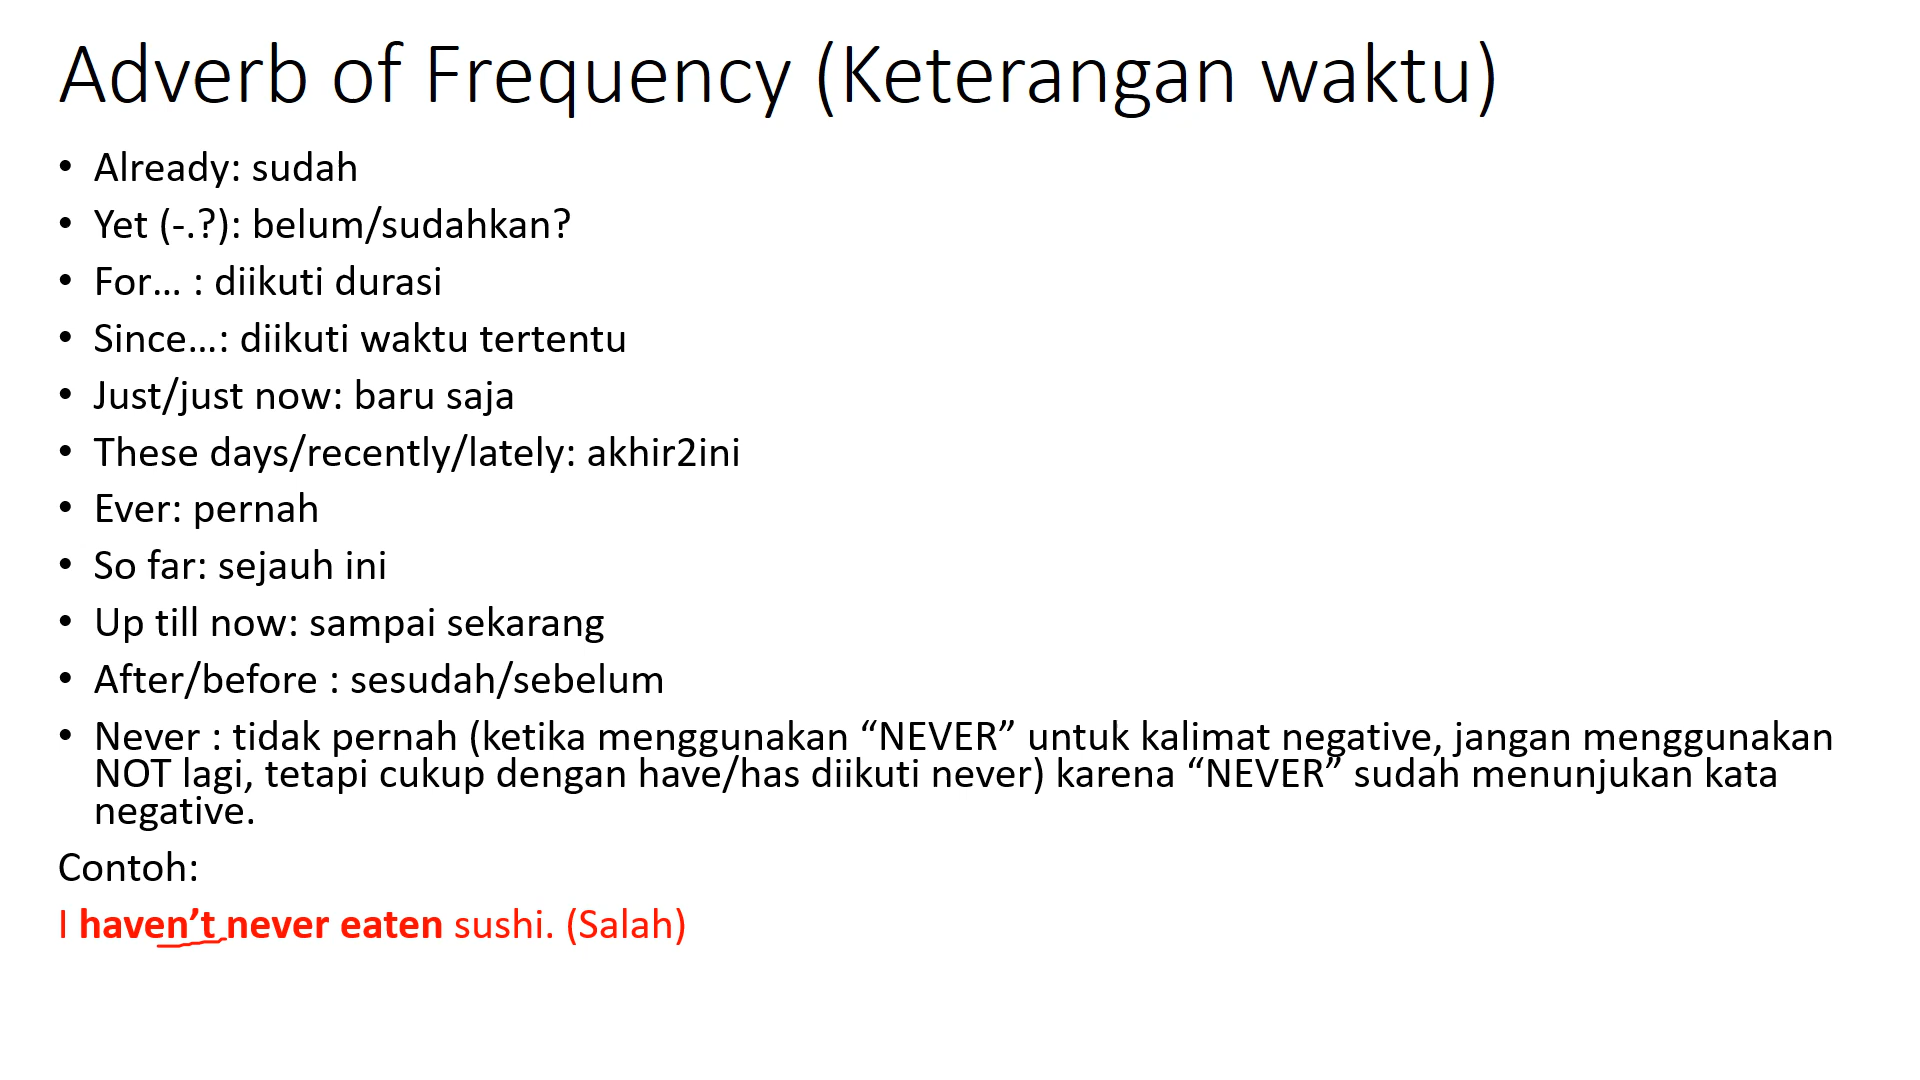 Adverb of Frequency (Keterangan waktu)
• Already: sudah
• Yet (-.?): belum/sudahkan?
• For... : diikuti durasi
• Since...: diikuti waktu tertentu
• Just/just now: baru saja
• These days/recently/lately: akhir2ini
• Ever: pernah
• So far: sejauh ini
• Up till now: sampai sekarang
• After/before : sesudah/sebelum
• Never : tidak pernah (ketika menggunakan “NEVER” untuk kalimat negative, jangan menggunakan
NOT lagi, tetapi cukup dengan have/has diikuti never) karena “NEVER” sudah menunjukan kata
negative.
Contoh:
I haven’t never eaten sushi. (Salah)